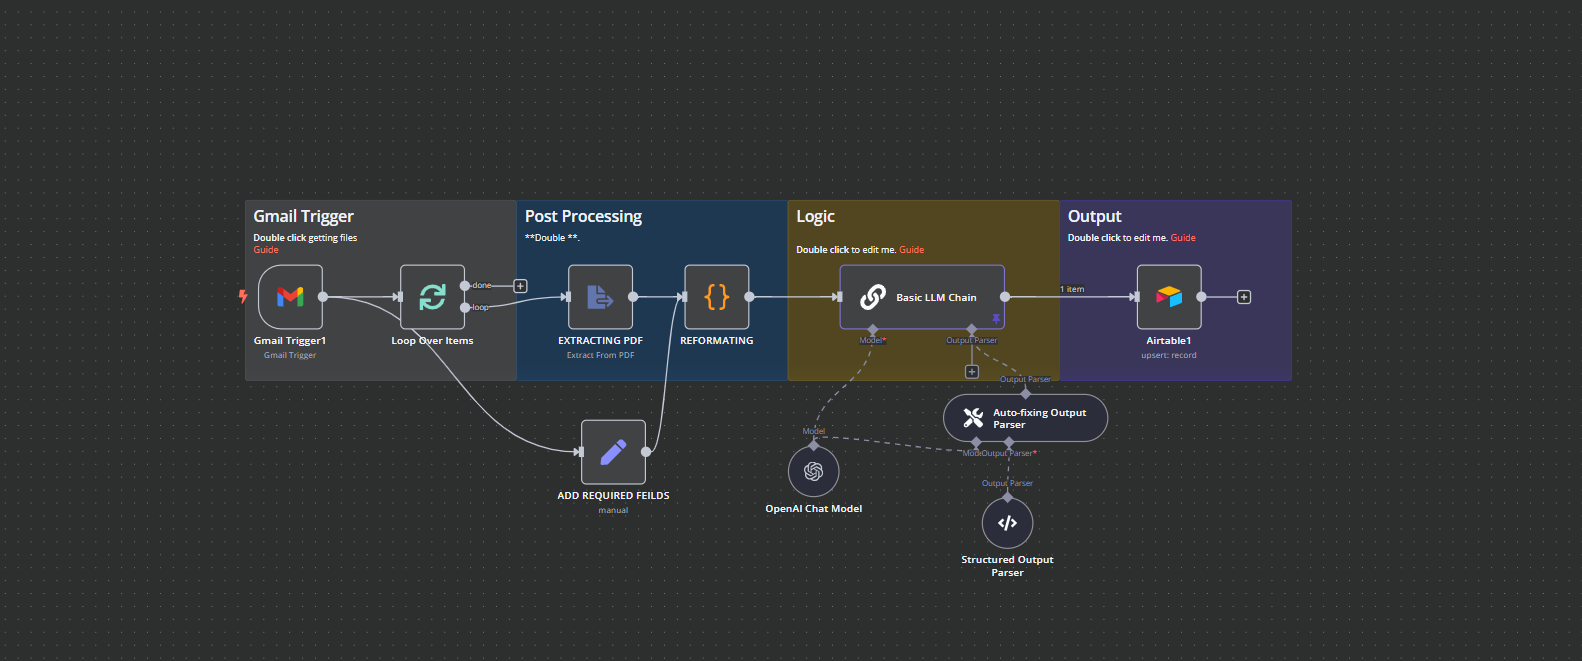 Gmail Trigger
Double click getting files
Guide
Post Processing
**Double **.
Logic
Double click to edit me. Guide
Output
Double click to edit me. Guide
done
loop
Gmail Trigger1
Gmail Trigger
Loop Over Items
EXTRACTING PDF
Extract From PDF
REFORMATING
Basic LLM Chain
Model*
Output Parser
1 item
Airtable1
upsert: record
Output Parser
Auto-fixing Output
Parser
Model
Output Parser*
ADD REQUIRED FEILDS
manual
Model
OpenAI Chat Model
Output Parser
Structured Output
Parser